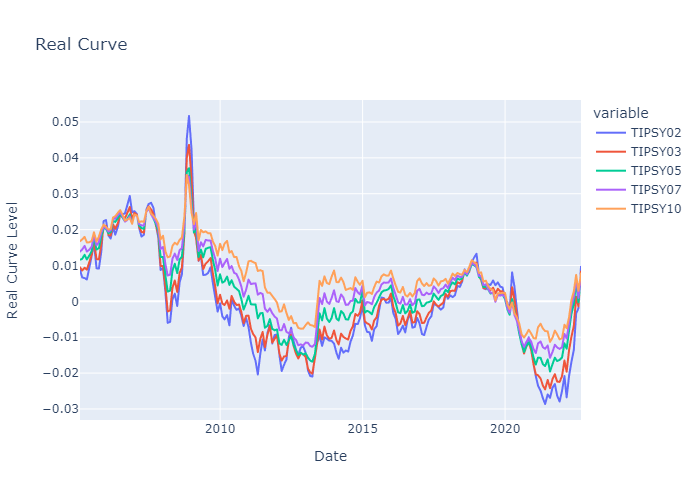 Real Curve
variable
TIPSY02
TIPSY03
TIPSY05
TIPSY07
TIPSY10
Real Curve Level
0.05
0.04
0.03
0.02
0.01
0
−0.01
−0.02
−0.03
2010
2015
2020
Date